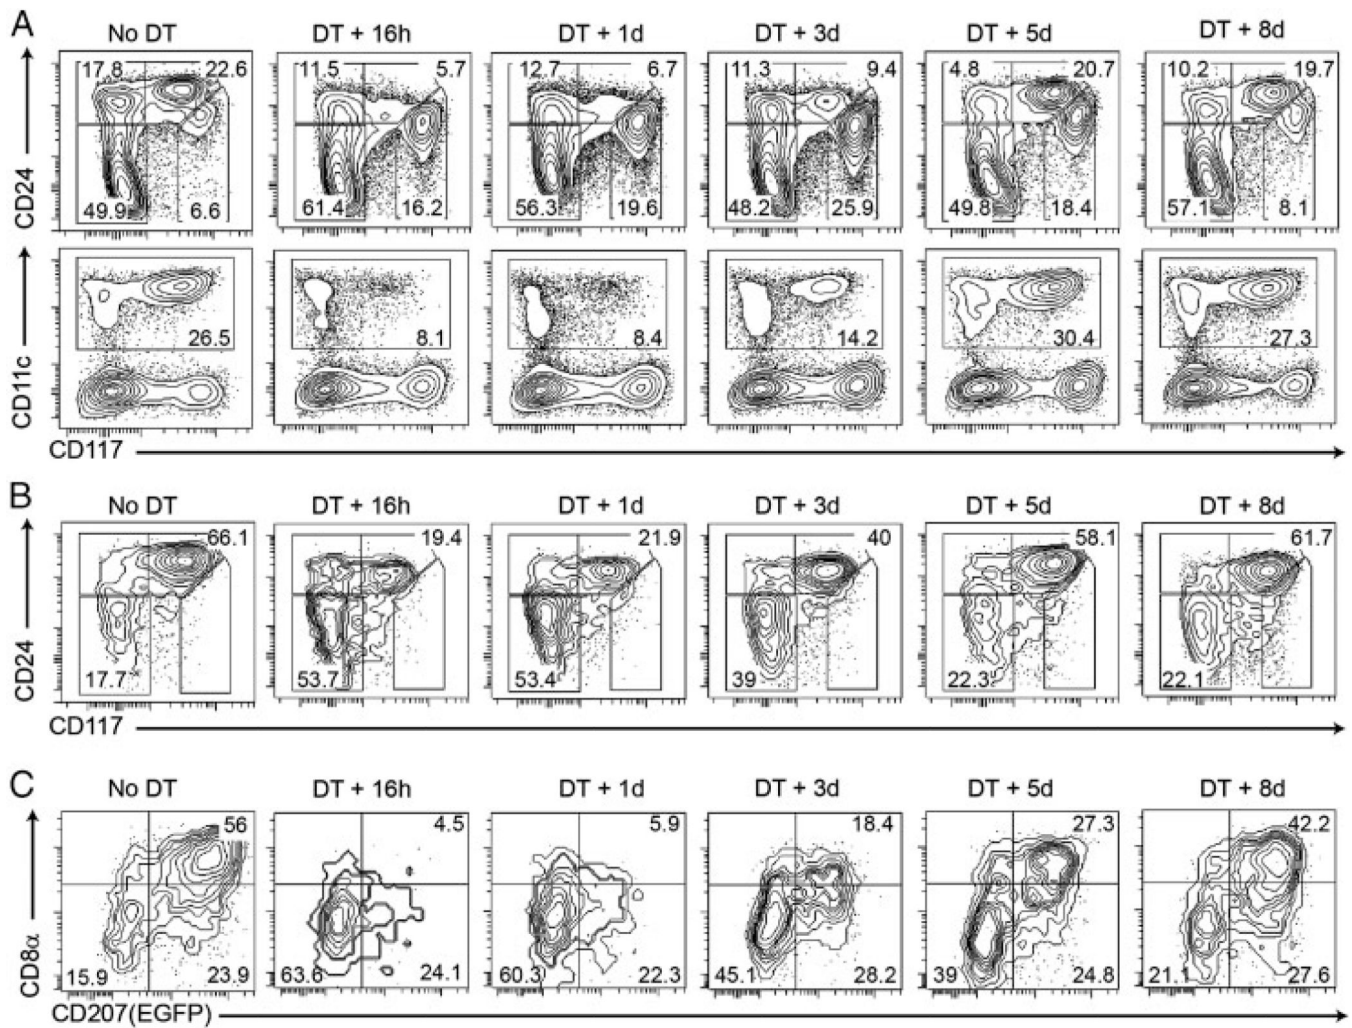 A
No DT DT + 16h DT + 1d DT + 3d DT + 5d DT + 8d
17.8 22.6 11.5 5.7 12.7 6.7 11.3 9.4 4.8 20.7 10.2 19.7
CD24
49.9 6.6 61.4 16.2 56.3 19.6 48.2 25.9 49.8 18.4 57.1 8.1
CD11c
26.5 8.1 8.4 14.2 30.4 27.3
CD117
B
No DT DT + 16h DT + 1d DT + 3d DT + 5d DT + 8d
66.1 19.4 21.9 40 58.1 61.7
CD24
17.7 53.7 53.4 39 22.3 22.1
CD117
C
No DT DT + 16h DT + 1d DT + 3d DT + 5d DT + 8d
56 4.5 5.9 18.4 27.3 42.2
CD8α
15.9 23.9 63.6 24.1 60.3 22.3 45.1 28.2 39 24.8 21.1 27.6
CD207(EGFP)